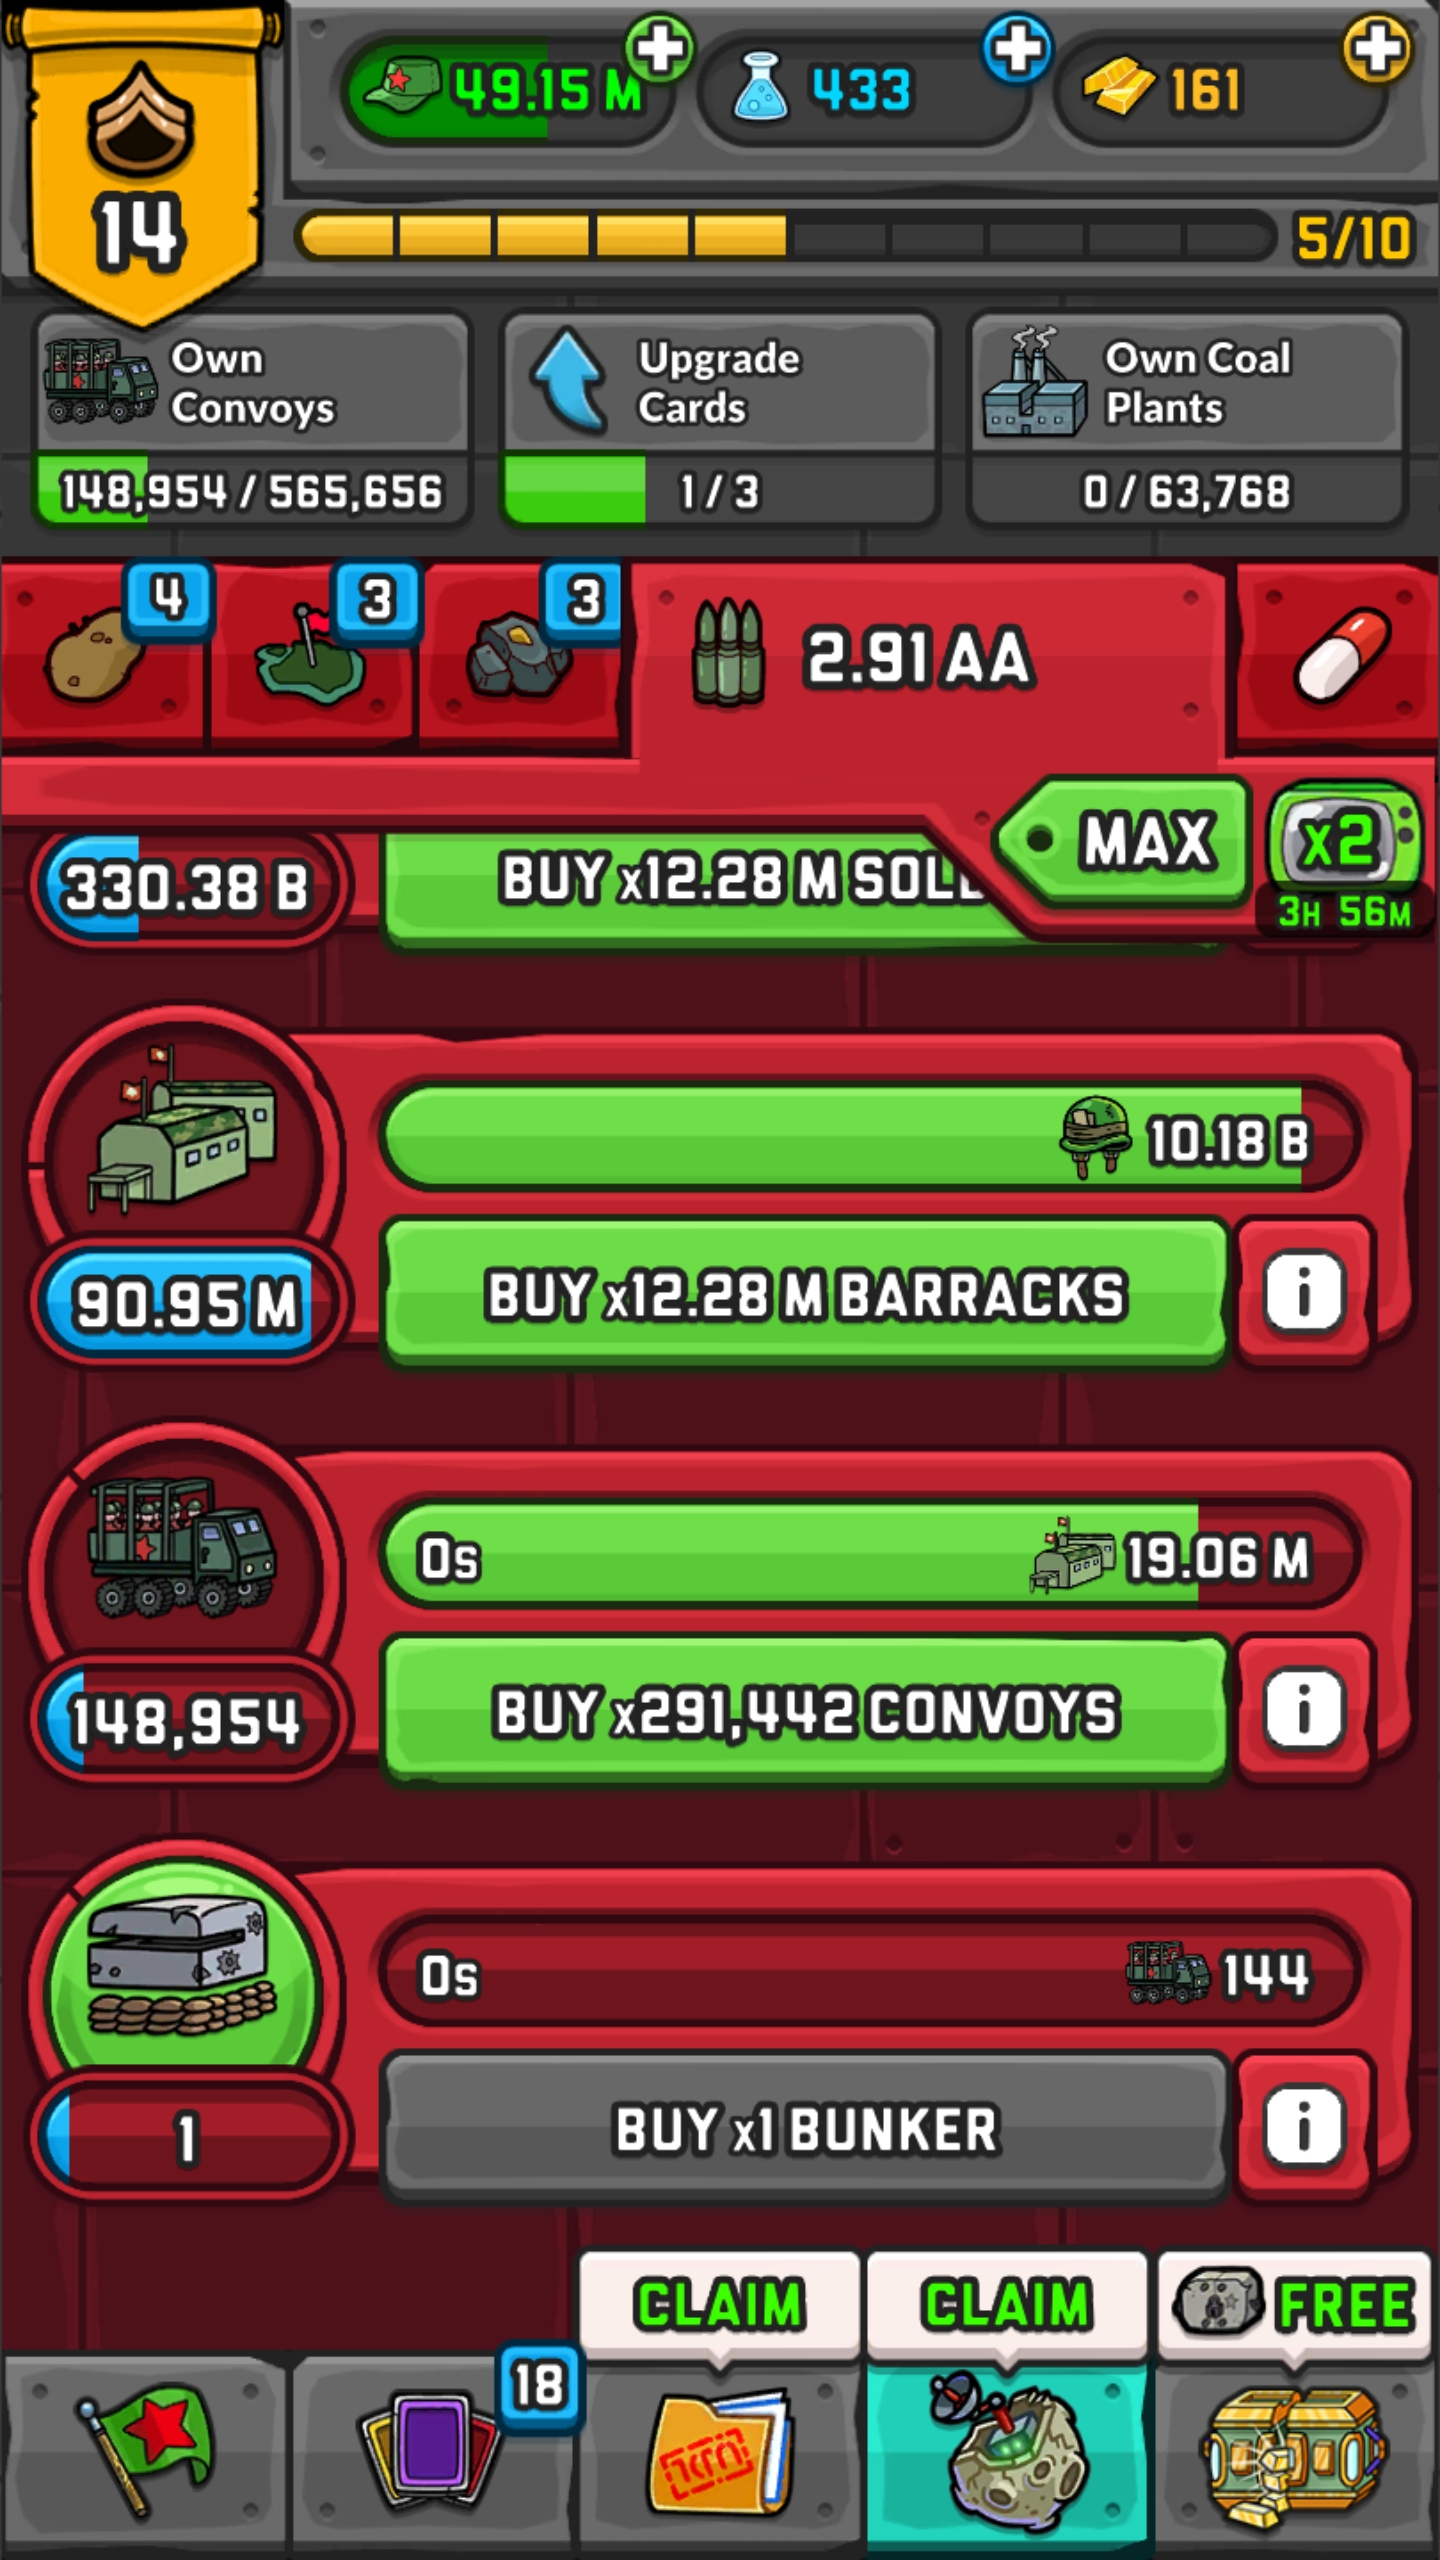 49.15 M
433
161
14
5/10
Own
Convoys
148,954 / 565,656
Upgrade
Cards
1 / 3
Own Coal
Plants
0 / 63,768
4
3
3
2.91 AA
MAX
x2
3H 56M
330.38 B
BUY x12.28 M SOL
10.18 B
90.95 M
BUY x12.28 M BARRACKS
i
0s
19.06 M
148,954
BUY x291,442 CONVOYS
i
0s
144
1
BUY x1 BUNKER
i
CLAIM
CLAIM
FREE
18